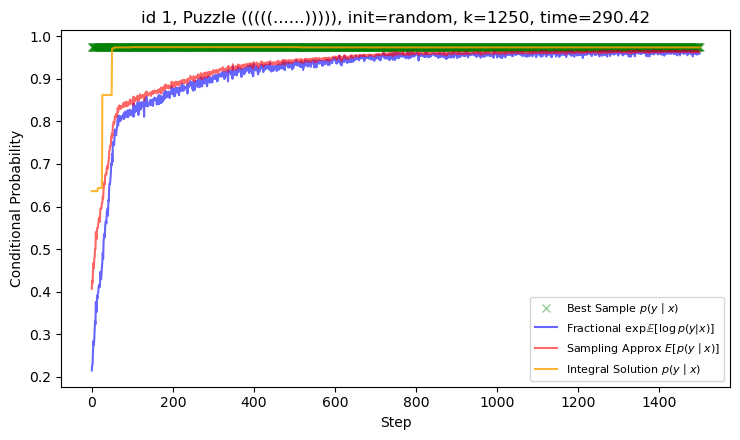 id 1, Puzzle (((((......))))), init=random, k=1250, time=290.42
Conditional Probability
1.0
0.9
0.8
0.7
0.6
0.5
0.4
0.3
0.2
0
200
400
600
800
1000
1200
1400
Step
Best Sample p(y | x)
Fractional exp𝔼[log p(y|x)]
Sampling Approx E[p(y | x)]
Integral Solution p(y | x)